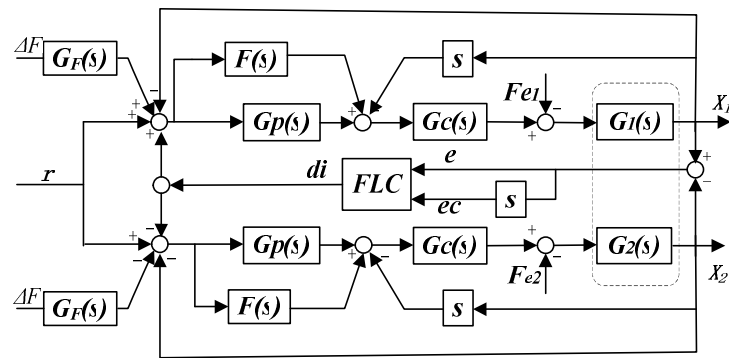 ΔF
G_F(s)
F(s)
s
Fe1
Gp(s)
Gc(s)
G1(s)
X1
e
r
di
FLC
ec
s
Gp(s)
Gc(s)
G2(s)
Fe2
X2
ΔF
G_F(s)
F(s)
s